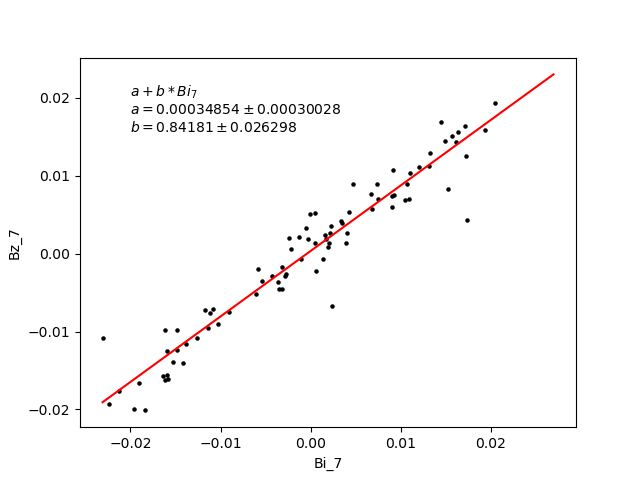 a + b * Bi₇
a = 0.00034854 ± 0.00030028
b = 0.84181 ± 0.026298
0.02
0.01
0.00
−0.01
−0.02
Bz_7
−0.02 −0.01 0.00 0.01 0.02
Bi_7